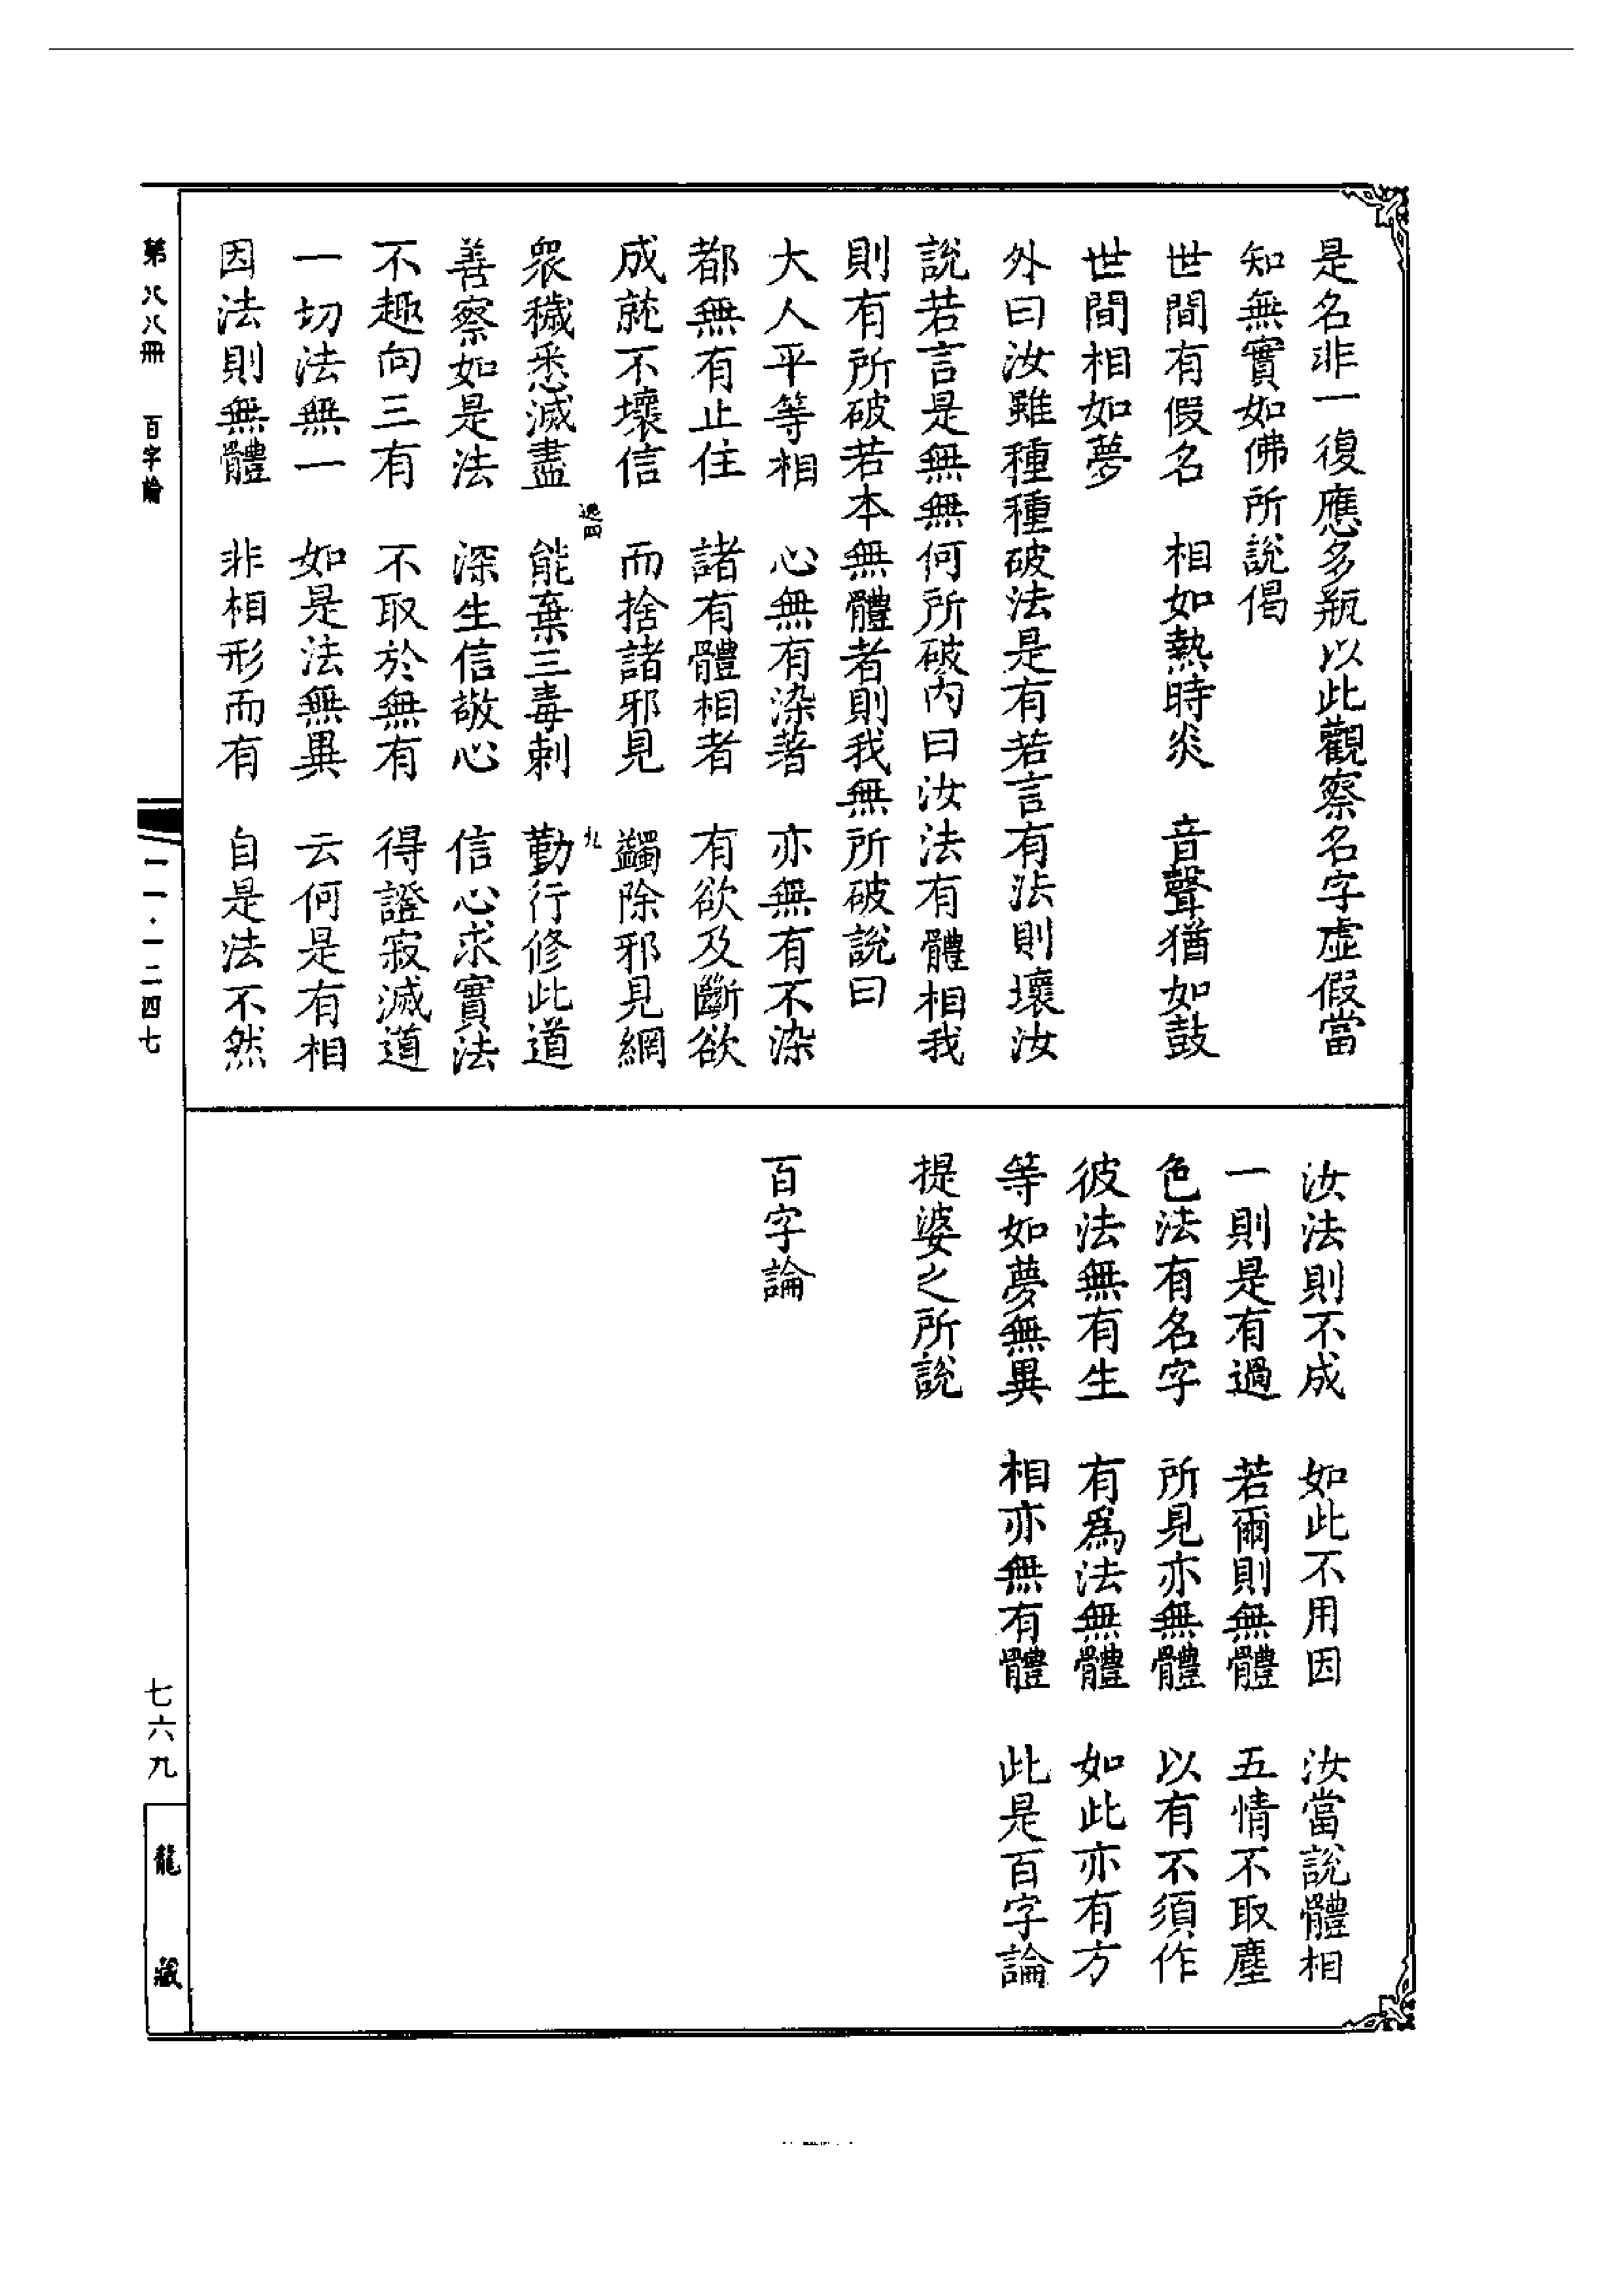 是名非一復應多瓶以此觀察名字虛假當
知無實如佛所說偈
世間有假名　相如熱時炎　音聲猶如鼓
世間相如夢
外曰汝雖種種破法是有若言有法則壞汝
說若言是無無何所破內曰汝法有體相我
則有所破若本無體者則我無所破說曰
大人平等相　心無有染著　亦無有不染
都無有止住　諸有體相者　有欲及斷欲
成就不壞信　而捨諸邪見　蠲除邪見網
逸四　九
眾穢悉滅盡　能棄三毒刺　勤行修此道
善察如是法　深生信敬心　信心求實法
不趣向三有　不取於無有　得證寂滅道
一切法無一　如是法無異　云何是有相
因法則無體　非相形而有　自是法不然
汝法則不成　如此不用因　汝當說體相
一則是有過　若爾則無體　五情不取塵
色法有名字　所見亦無體　以有不須作
彼法無有生　有為法無體　如此亦有方
等如夢無異　相亦無有體　此是百字論
提婆之所說
百字論
第八八冊　百字論
一一·一二四七
七六九
龍藏